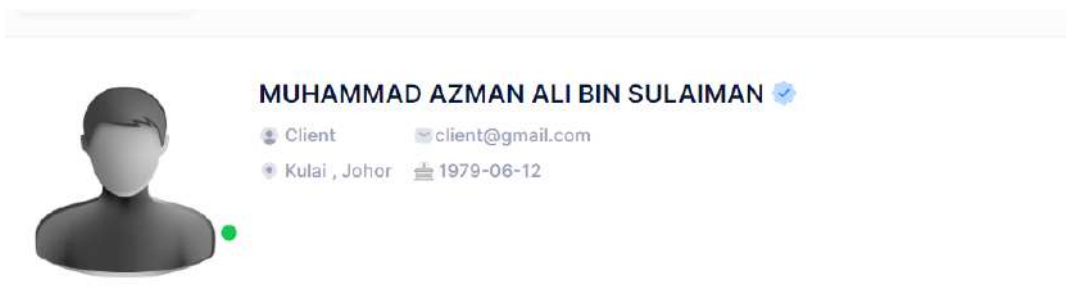 MUHAMMAD AZMAN ALI BIN SULAIMAN
Client client@gmail.com
Kulai , Johor 1979-06-12